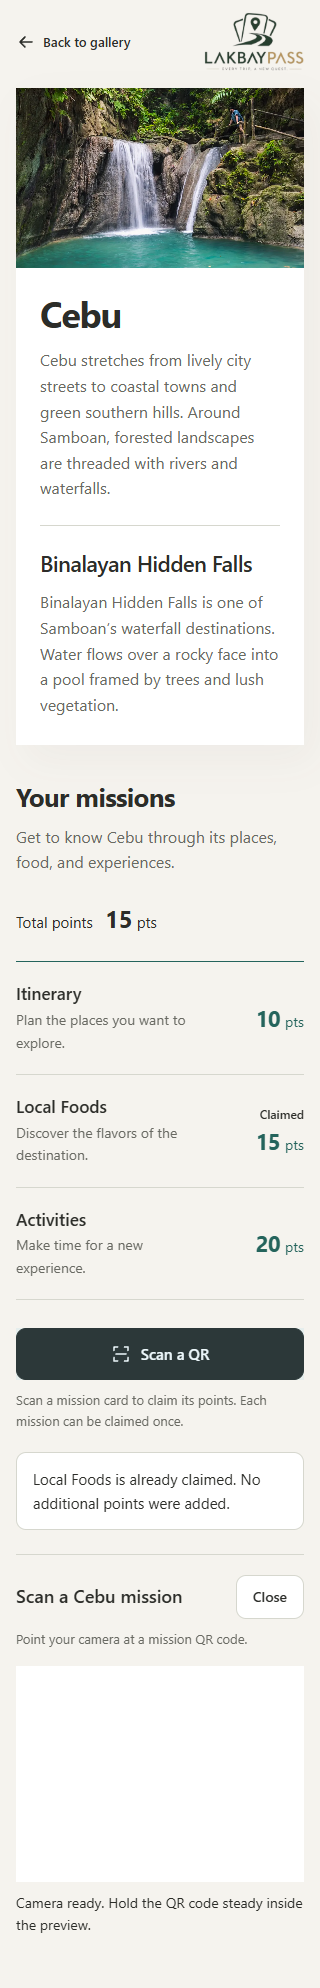 Back to gallery
LAKBAYPASS
EVERY TRIP, A NEW QUEST
Cebu
Cebu stretches from lively city
streets to coastal towns and
green southern hills. Around
Samboan, forested landscapes
are threaded with rivers and
waterfalls.
Binalayan Hidden Falls
Binalayan Hidden Falls is one of
Samboan's waterfall destinations.
Water flows over a rocky face into
a pool framed by trees and lush
vegetation.
Your missions
Get to know Cebu through its places,
food, and experiences.
Total points 15 pts
Itinerary
Plan the places you want to
explore.
10 pts
Local Foods
Discover the flavors of the
destination.
Claimed
15 pts
Activities
Make time for a new
experience.
20 pts
Scan a QR
Scan a mission card to claim its points. Each
mission can be claimed once.
Local Foods is already claimed. No
additional points were added.
Scan a Cebu mission
Close
Point your camera at a mission QR code.
Camera ready. Hold the QR code steady inside
the preview.